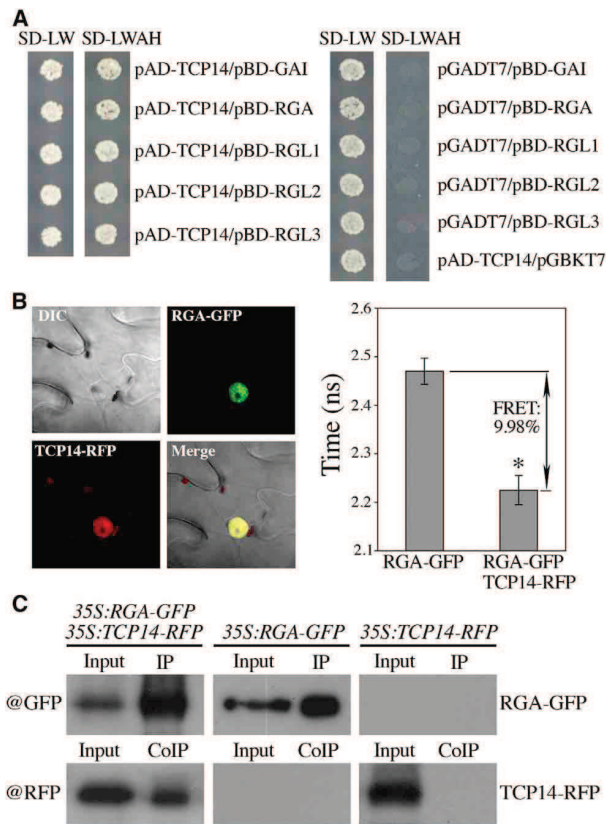 A
SD-LW SD-LWAH
pAD-TCP14/pBD-GAI
pAD-TCP14/pBD-RGA
pAD-TCP14/pBD-RGL1
pAD-TCP14/pBD-RGL2
pAD-TCP14/pBD-RGL3
SD-LW SD-LWAH
pGADT7/pBD-GAI
pGADT7/pBD-RGA
pGADT7/pBD-RGL1
pGADT7/pBD-RGL2
pGADT7/pBD-RGL3
pAD-TCP14/pGBKT7
B
DIC
RGA-GFP
TCP14-RFP
Merge
Time (ns)
2.6
2.5
2.4
2.3
2.2
2.1
FRET:
9.98%
*
RGA-GFP
RGA-GFP
TCP14-RFP
C
35S:RGA-GFP
35S:TCP14-RFP
35S:RGA-GFP
35S:TCP14-RFP
Input IP
Input IP
Input IP
@GFP
RGA-GFP
Input CoIP
Input CoIP
Input CoIP
@RFP
TCP14-RFP